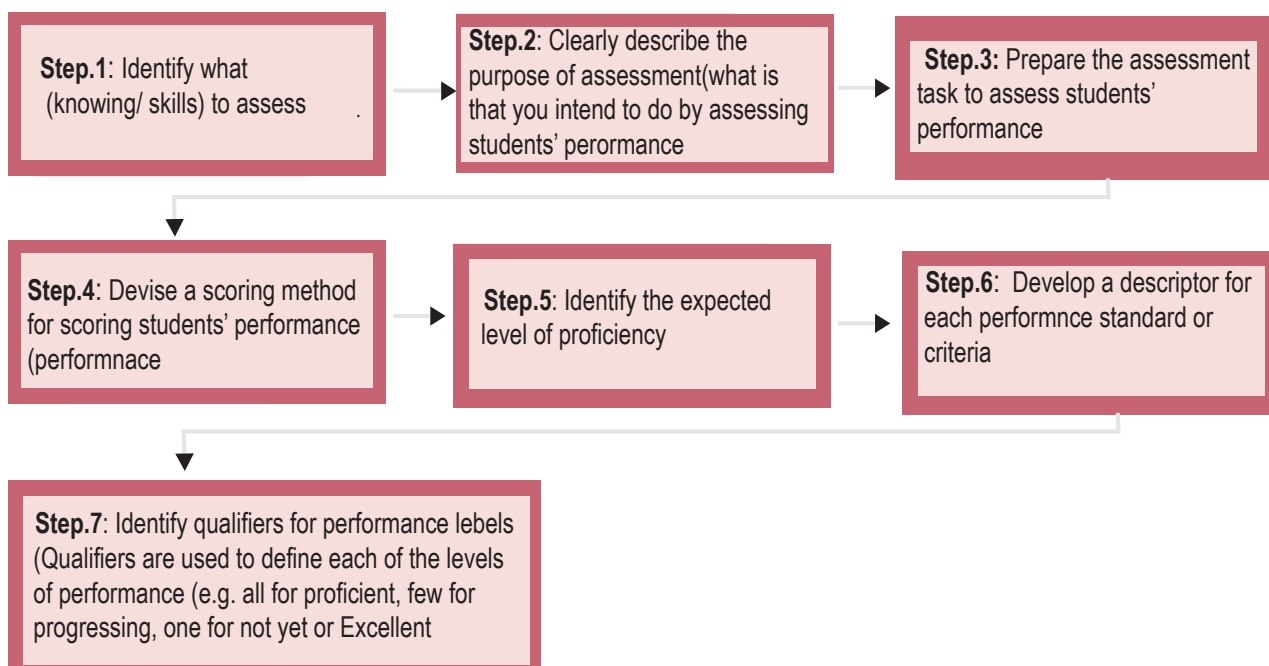 Step.1: Identify what
(knowing/ skills) to assess .
Step.2: Clearly describe the
purpose of assessment(what is
that you intend to do by assessing
students’ perormance
Step.3: Prepare the assessment
task to assess students’
performance
Step.4: Devise a scoring method
for scoring students’ performance
(performnace
Step.5: Identify the expected
level of proficiency
Step.6: Develop a descriptor for
each performnce standard or
criteria
Step.7: Identify qualifiers for performance lebels
(Qualifiers are used to define each of the levels
of performance (e.g. all for proficient, few for
progressing, one for not yet or Excellent